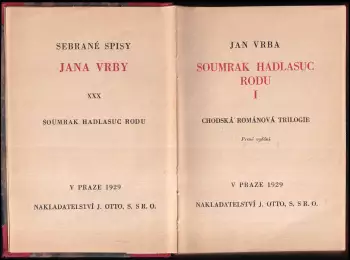 SEBRANÉ SPISY
JANA VRBY
XXX
SOUMRAK HADLASUC RODU
V PRAZE 1929
NAKLADATELSTVÍ J. OTTO, S. S R. O.
JAN VRBA
SOUMRAK HADLASUC
RODU
I
CHODSKÁ ROMÁNOVÁ TRILOGIE
První vydání
V PRAZE 1929
NAKLADATELSTVÍ J. OTTO, S. S R. O.